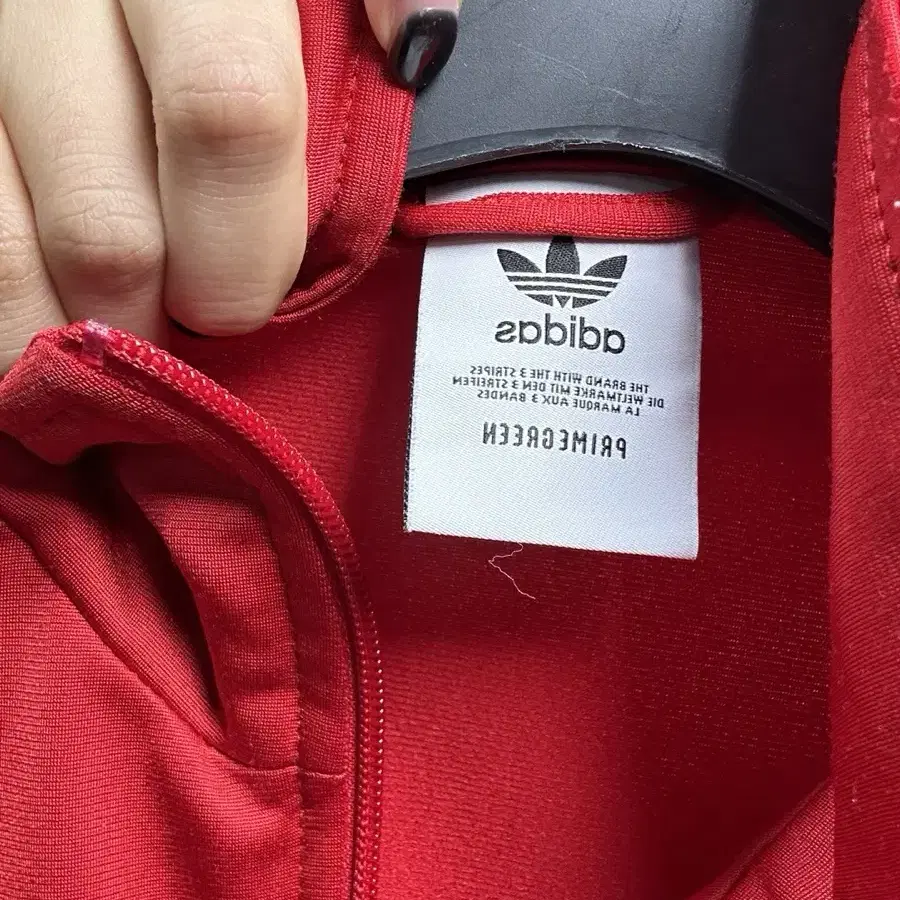 adidas
THE BRAND WITH THE 3 STRIPES
DIE WELTMARKE MIT DEN 3 STREIFEN
LA MARQUE AUX 3 BANDES
PRIMEGREEN